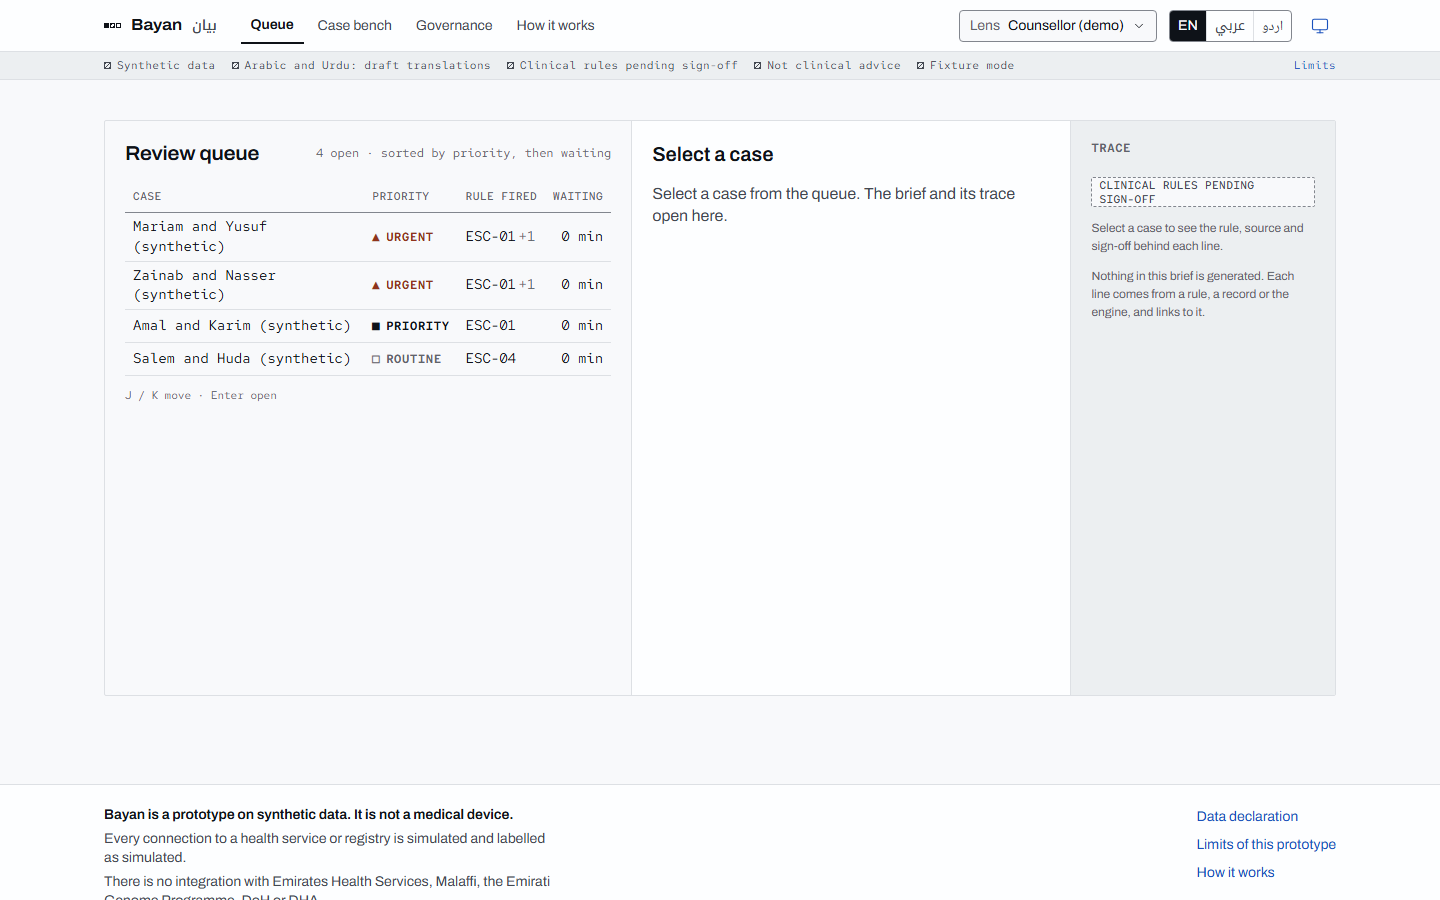 Bayan بيان Queue Case bench Governance How it works Lens Counsellor (demo) EN عربي اردو
Synthetic data Arabic and Urdu: draft translations Clinical rules pending sign-off Not clinical advice Fixture mode Limits
Review queue 4 open · sorted by priority, then waiting
CASE PRIORITY RULE FIRED WAITING
Mariam and Yusuf
(synthetic)
▲ URGENT ESC-01 +1 0 min
Zainab and Nasser
(synthetic)
▲ URGENT ESC-01 +1 0 min
Amal and Karim (synthetic) ■ PRIORITY ESC-01 0 min
Salem and Huda (synthetic) □ ROUTINE ESC-04 0 min
J / K move · Enter open
Select a case
Select a case from the queue. The brief and its trace
open here.
TRACE
CLINICAL RULES PENDING
SIGN-OFF
Select a case to see the rule, source and
sign-off behind each line.
Nothing in this brief is generated. Each
line comes from a rule, a record or the
engine, and links to it.
Bayan is a prototype on synthetic data. It is not a medical device.
Every connection to a health service or registry is simulated and labelled
as simulated.
There is no integration with Emirates Health Services, Malaffi, the Emirati
Genome Programme, DoH or DHA.
Data declaration
Limits of this prototype
How it works